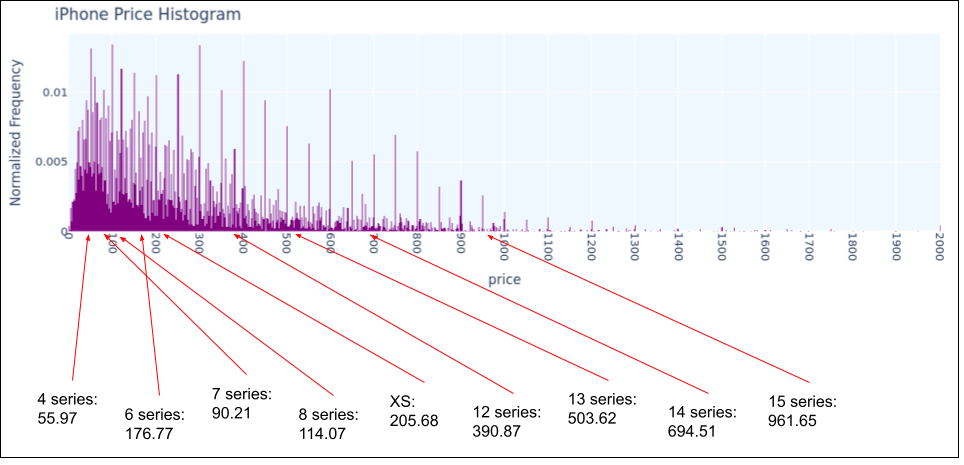 iPhone Price Histogram
Normalized Frequency
0.01
0.005
0
0 100 200 300 400 500 600 700 800 900 1000 1100 1200 1300 1400 1500 1600 1700 1800 1900 2000
price
4 series:
55.97
6 series:
176.77
7 series:
90.21
8 series:
114.07
XS:
205.68
12 series:
390.87
13 series:
503.62
14 series:
694.51
15 series:
961.65